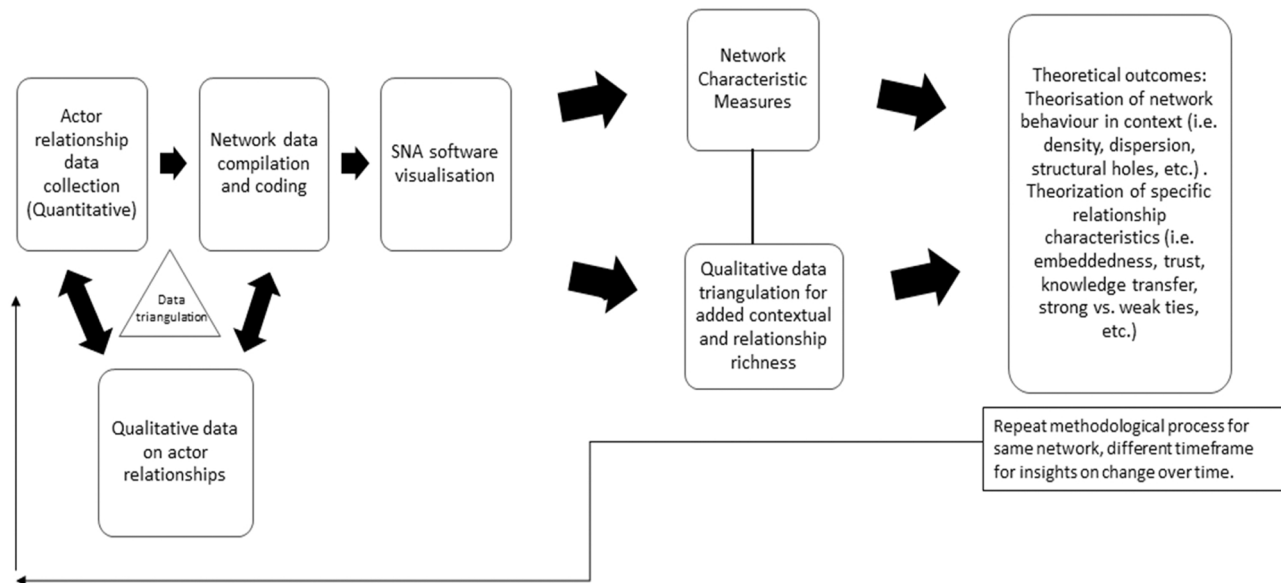 Actor
relationship
data
collection
(Quantitative)
Network data
compilation
and coding
SNA software
visualisation
Data
triangulation
Qualitative data
on actor
relationships
Network
Characteristic
Measures
Qualitative data
triangulation for
added contextual
and relationship
richness
Theoretical outcomes:
Theorisation of network
behaviour in context (i.e.
density, dispersion,
structural holes, etc.) .
Theorization of specific
relationship
characteristics (i.e.
embeddedness, trust,
knowledge transfer,
strong vs. weak ties,
etc.)
Repeat methodological process for
same network, different timeframe
for insights on change over time.